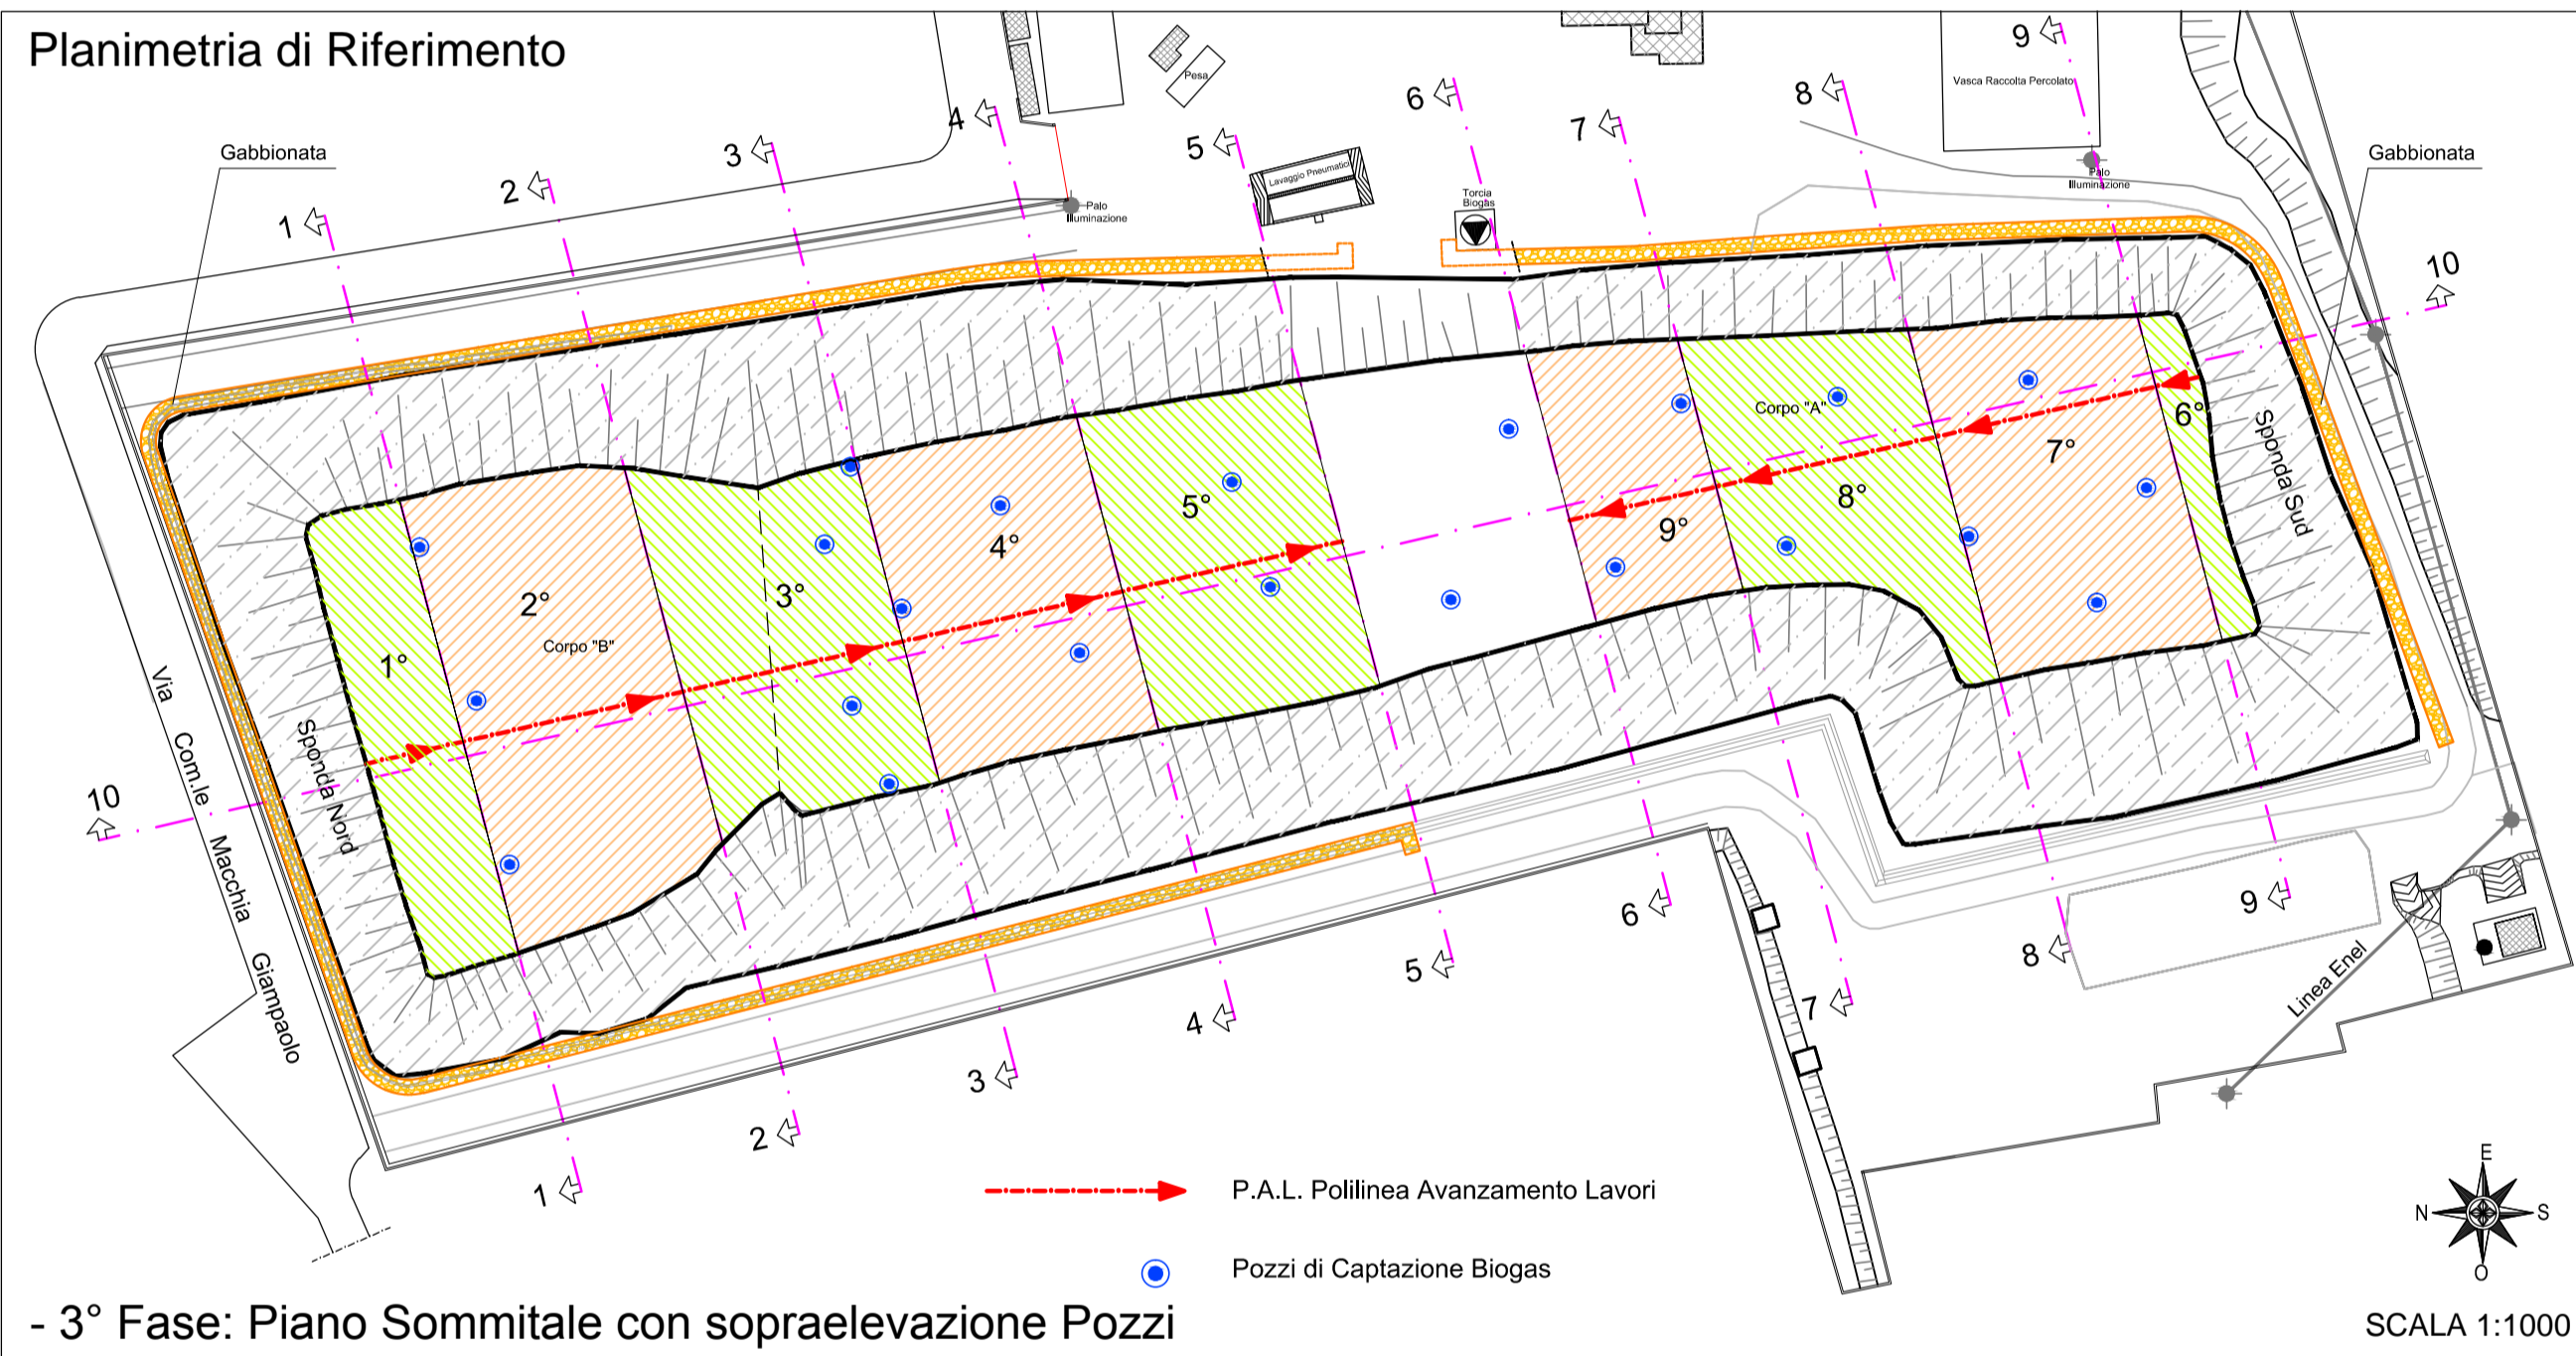 Planimetria di Riferimento
Gabbionata
Pesa
Palo
Illuminazione
Lavaggio Pneumatici
Torcia
Biogas
Vasca Raccolta Percolato
Palo
Illuminazione
Gabbionata
1
2
3
4
5
6
7
8
9
10
Corpo "A"
Corpo "B"
1°
2°
3°
4°
5°
9°
8°
7°
6°
Sponda Nord
Sponda Sud
Via Com.le Macchia Giampaolo
10
1
2
3
4
5
6
7
8
9
Linea Enel
P.A.L. Polilinea Avanzamento Lavori
Pozzi di Captazione Biogas
E
N
S
O
- 3° Fase: Piano Sommitale con sopraelevazione Pozzi
SCALA 1:1000